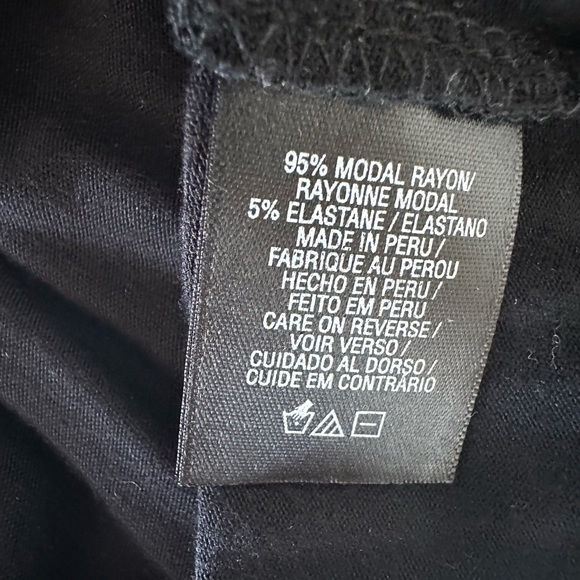 95% MODAL RAYON/
RAYONNE MODAL
5% ELASTANE / ELASTANO
MADE IN PERU /
FABRIQUE AU PEROU
HECHO EN PERU /
FEITO EM PERU
CARE ON REVERSE /
VOIR VERSO /
CUIDADO AL DORSO /
CUIDE EM CONTRÁRIO